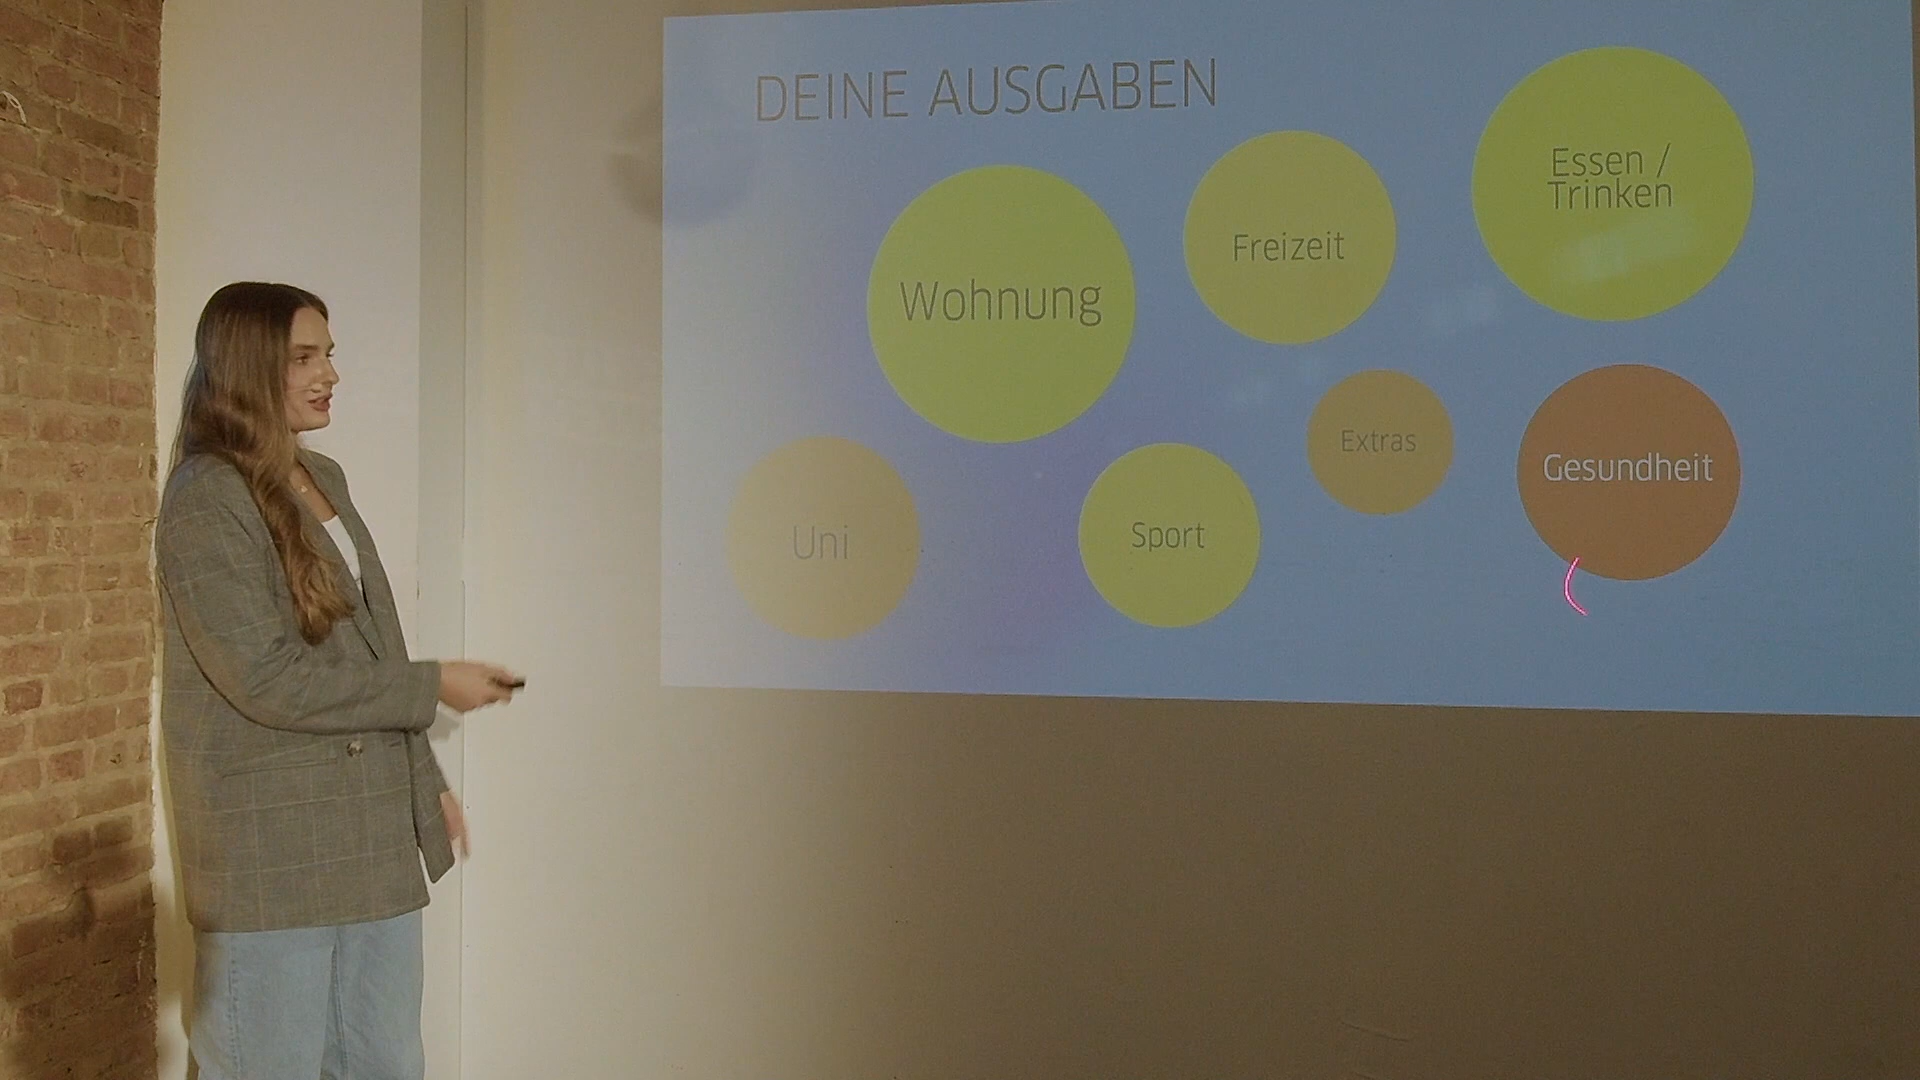 DEINE AUSGABEN
Essen /
Trinken
Freizeit
Wohnung
Extras
Gesundheit
Uni
Sport